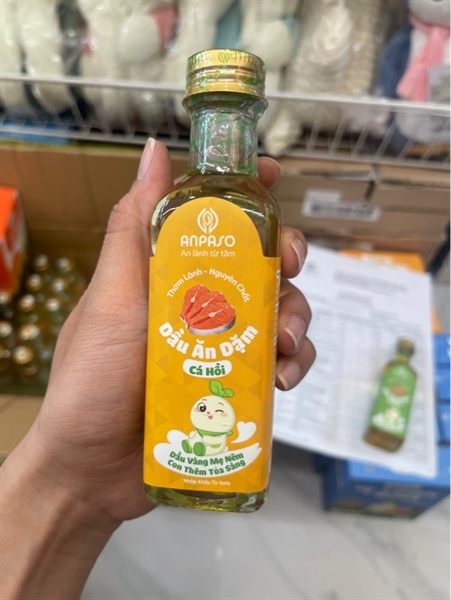 ANPASO
An lành từ tâm
Thơm Lành - Nguyên Chất
Dầu Ăn Dặm
Cá Hồi
Dầu Vàng Mẹ Nêm
Con Thêm Tỏa Sáng
Nhập Khẩu Từ Italy